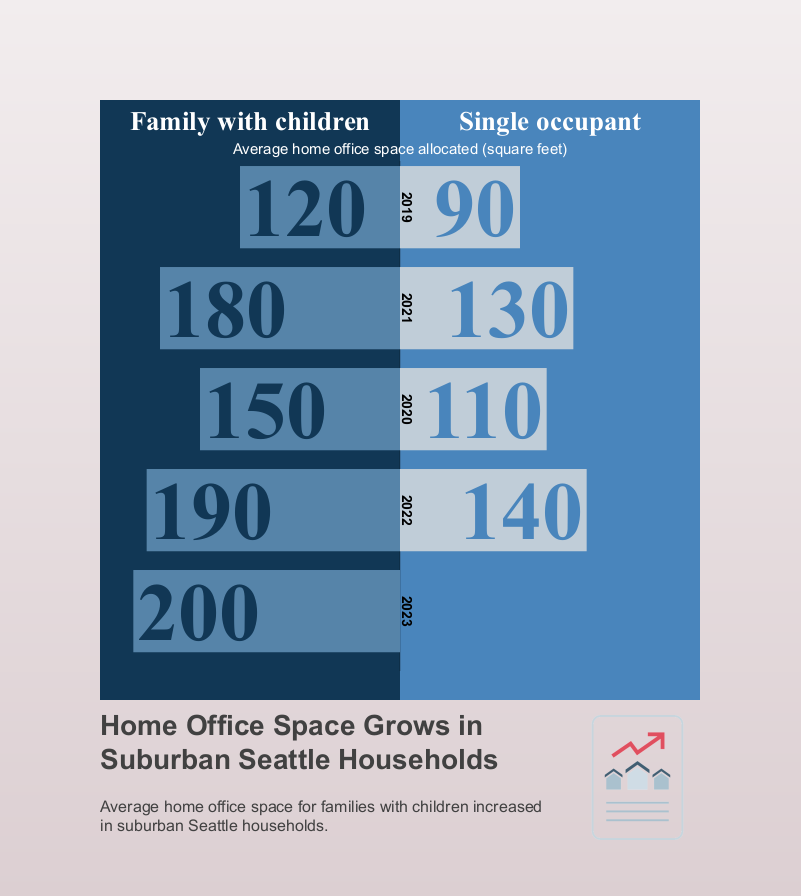 Family with children
Single occupant
Average home office space allocated (square feet)
120
2019
90
180
2021
130
150
2020
110
190
2022
140
200
2023
Home Office Space Grows in
Suburban Seattle Households
Average home office space for families with children increased
in suburban Seattle households.